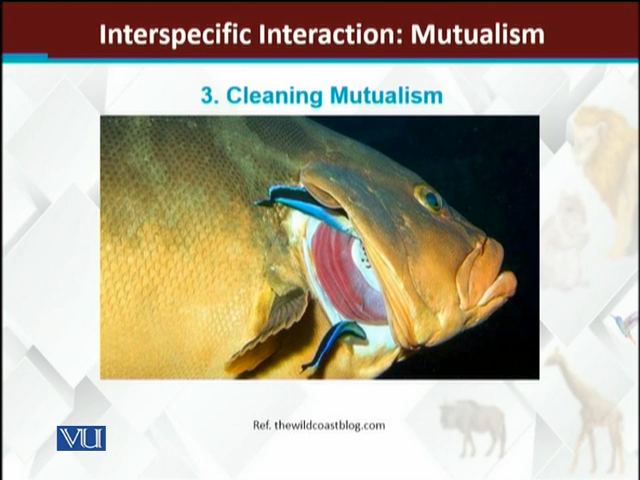 Interspecific Interaction: Mutualism
3. Cleaning Mutualism
Ref. thewildcoastblog.com
VU